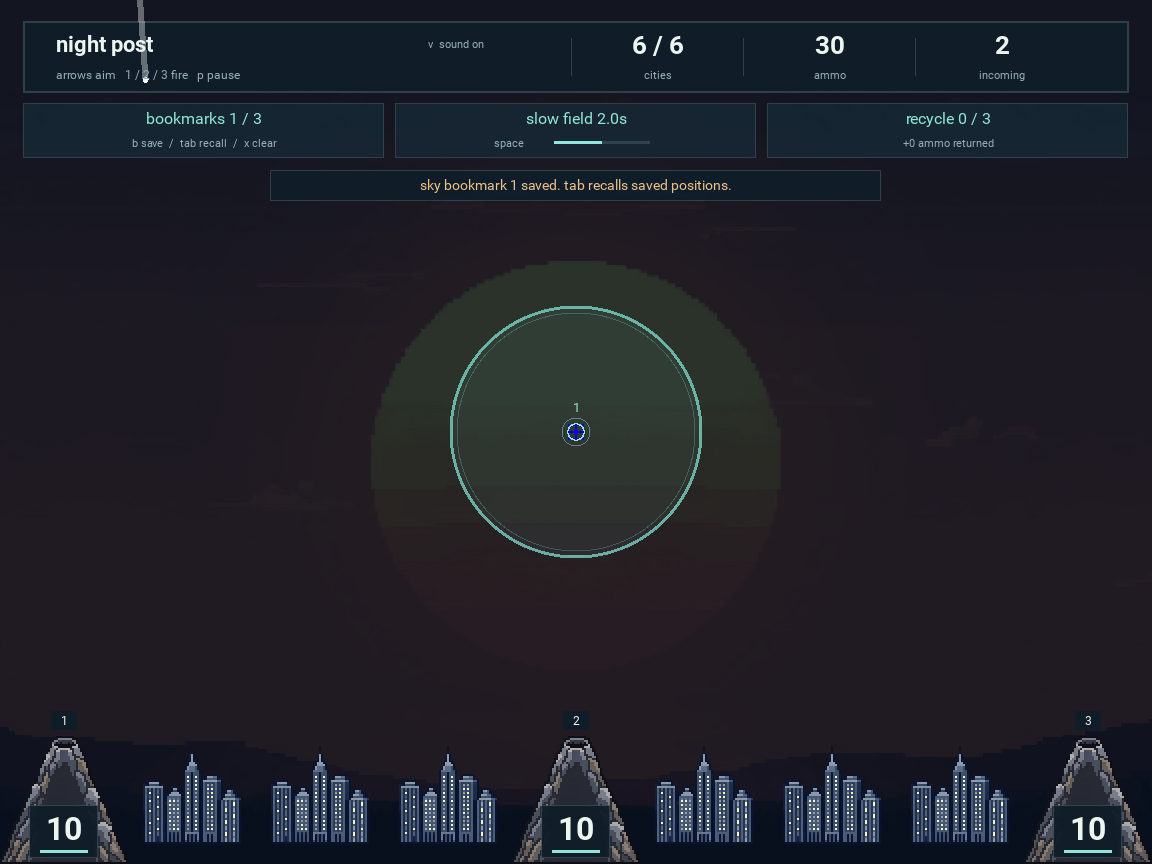 night post
v sound on
6 / 6
30
2
arrows aim 1 / 2 / 3 fire p pause
cities
ammo
incoming
bookmarks 1 / 3
slow field 2.0s
recycle 0 / 3
b save / tab recall / x clear
space
+0 ammo returned
sky bookmark 1 saved. tab recalls saved positions.
1
1
2
3
10
10
10